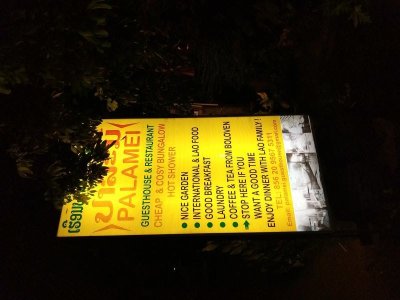 PALAMEI
GUESTHOUSE & RESTAURANT
CHEAP & COSY BUNGALOW
HOT SHOWER
NICE GARDEN
INTERNATIONAL & LAO FOOD
GOOD BREAKFAST
LAUNDRY
COFFEE & TEA FROM BOLOVEN
STOP HERE IF YOU
WANT A GOOD TIME
ENJOY DINNER WITH LAO FAMILY !